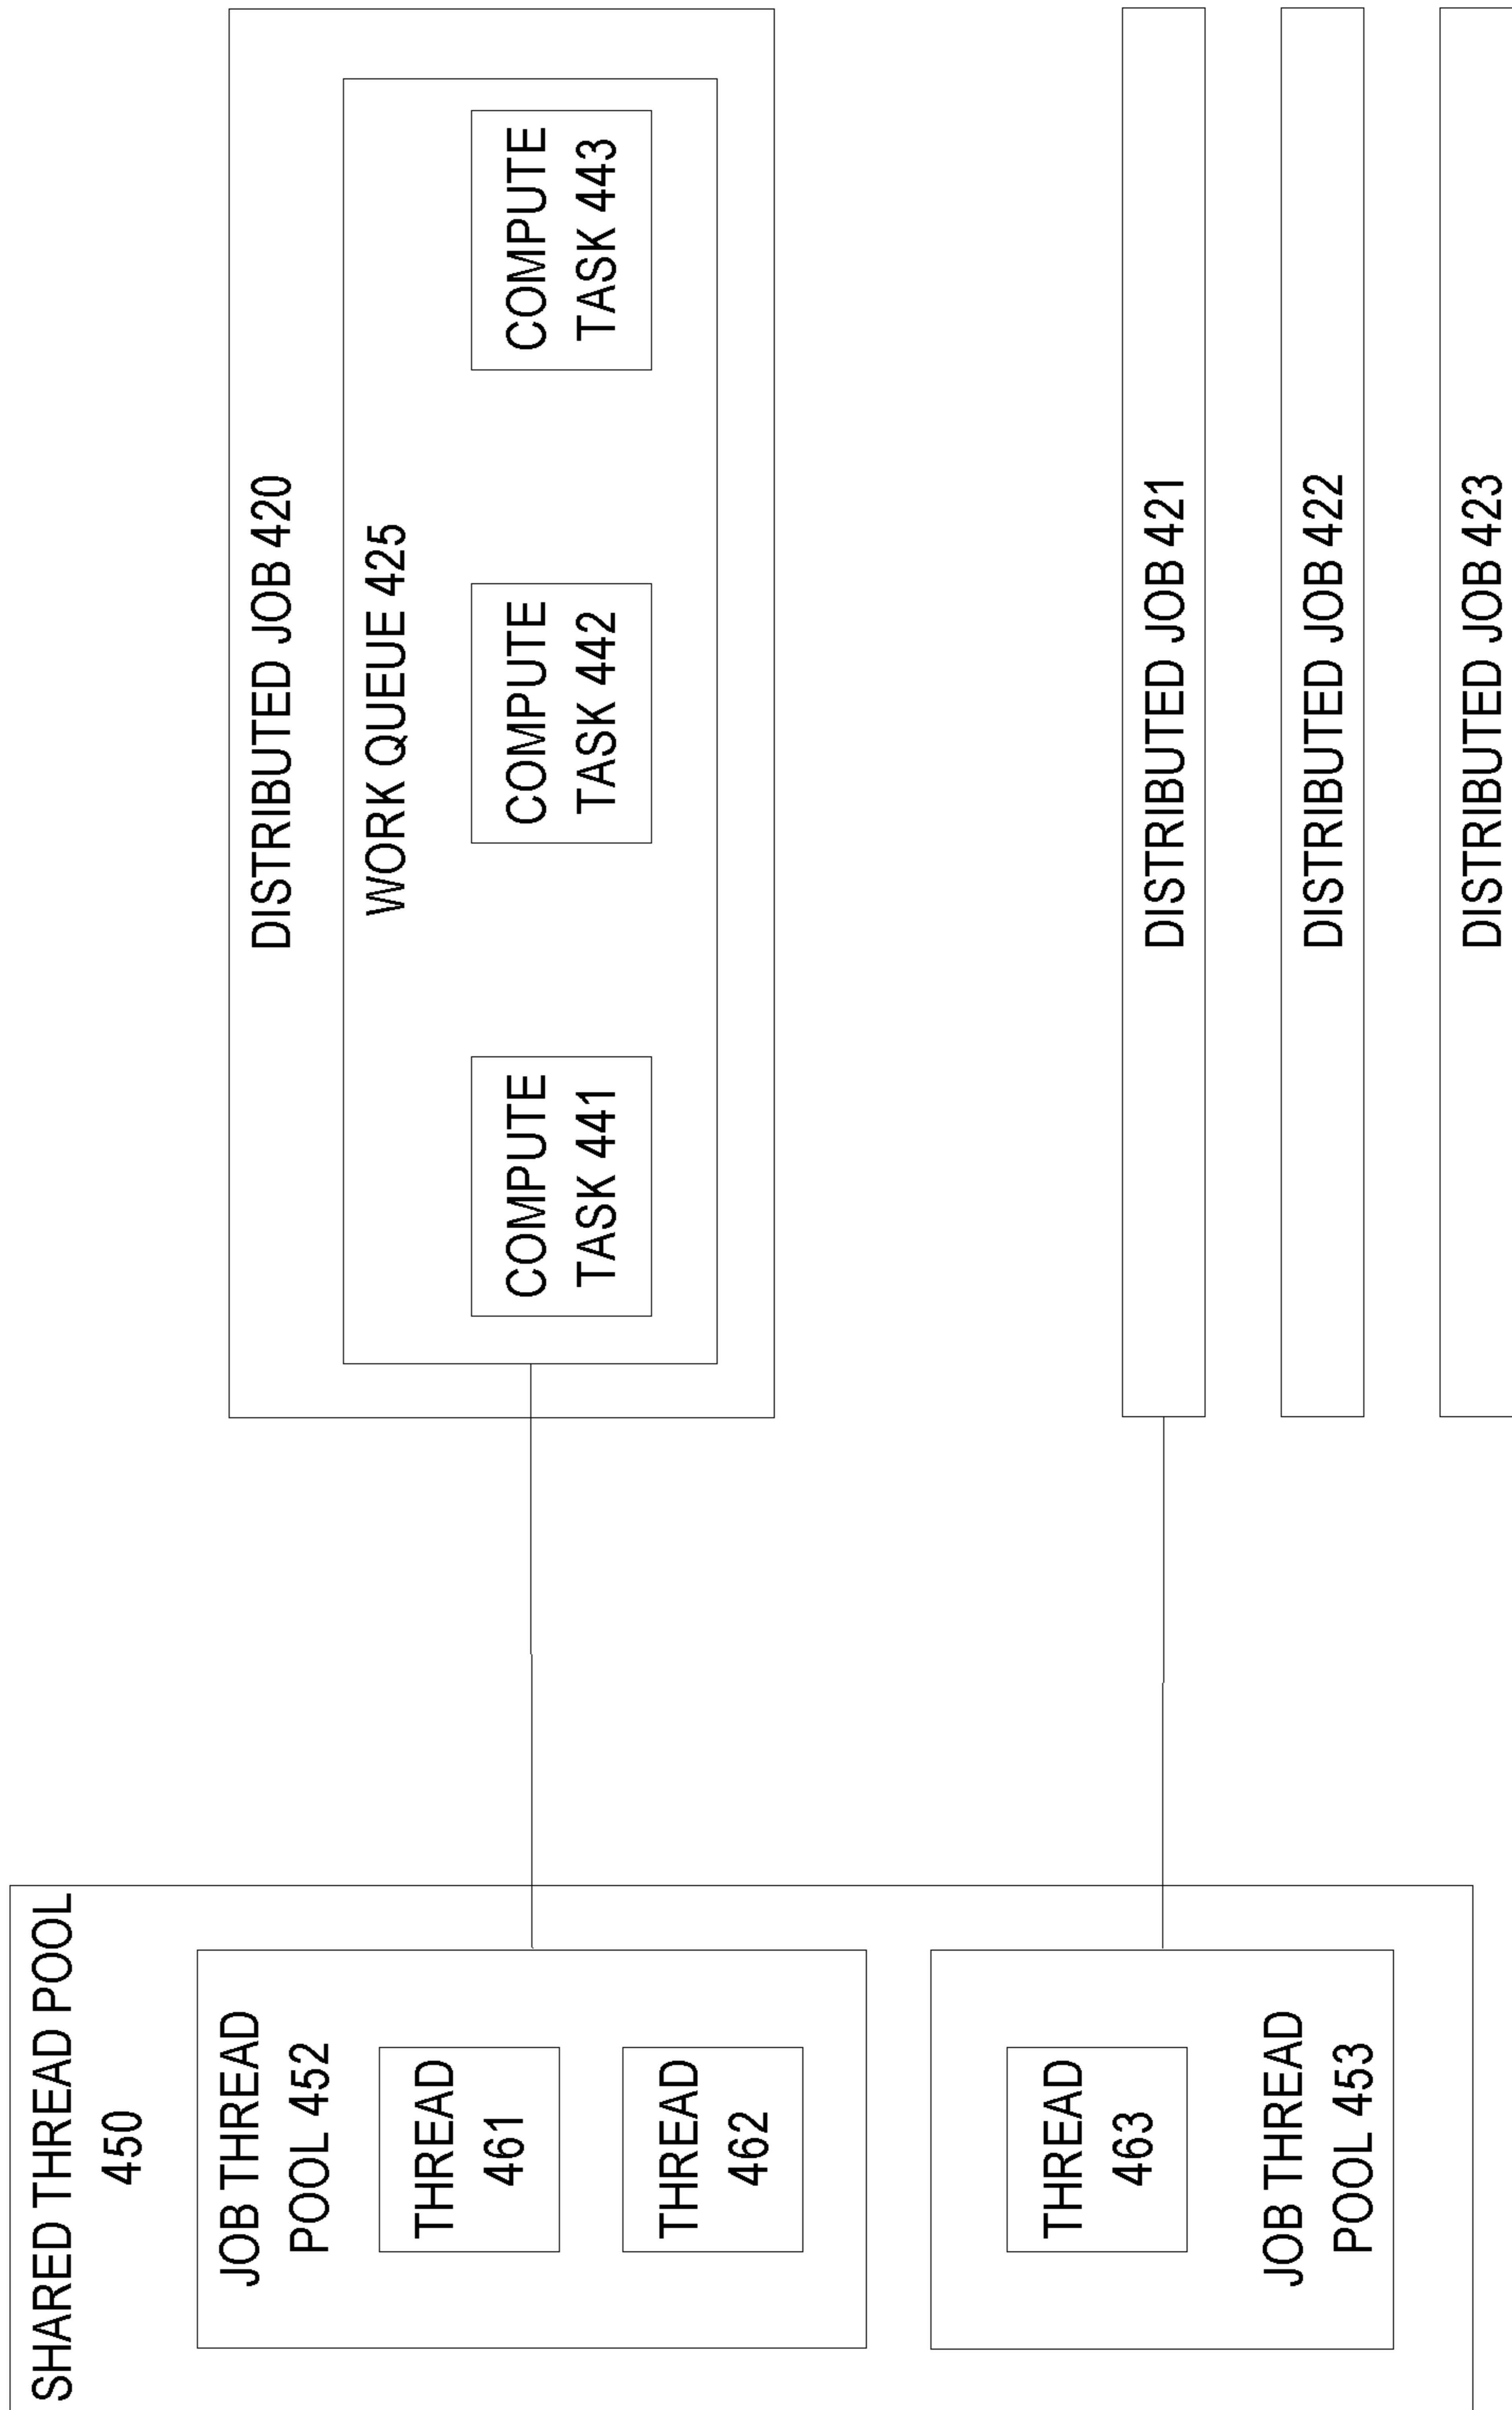 SHARED THREAD POOL
450
JOB THREAD
POOL 452
THREAD
461
THREAD
462
THREAD
463
JOB THREAD
POOL 453
DISTRIBUTED JOB 420
WORK QUEUE 425
COMPUTE
TASK 441
COMPUTE
TASK 442
COMPUTE
TASK 443
DISTRIBUTED JOB 421
DISTRIBUTED JOB 422
DISTRIBUTED JOB 423